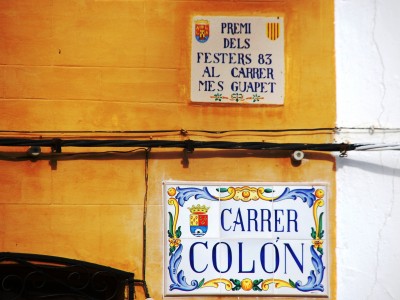 PREMI
DELS
FESTERS 83
AL CARRER
MES GUAPET
CARRER
COLÓN